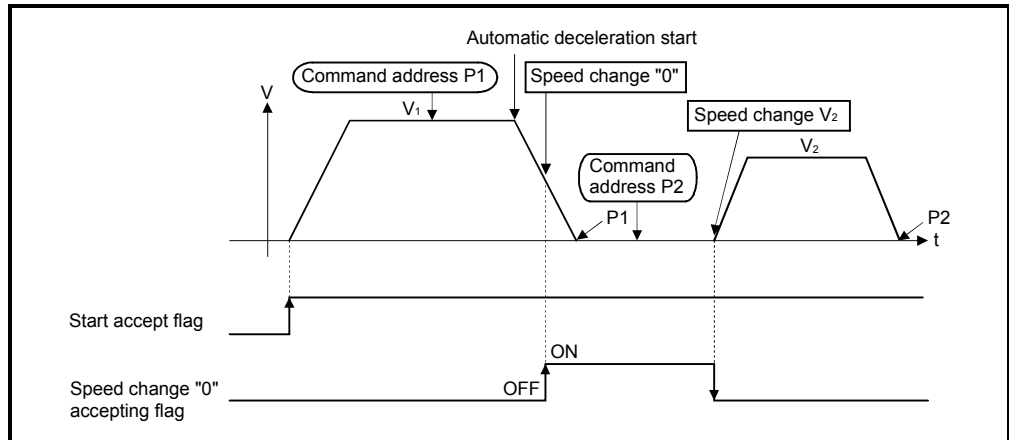 Automatic deceleration start
Command address P1
Speed change "0"
V
V1
Speed change V2
V2
Command
address P2
P1
P2
t
Start accept flag
ON
OFF
Speed change "0"
accepting flag